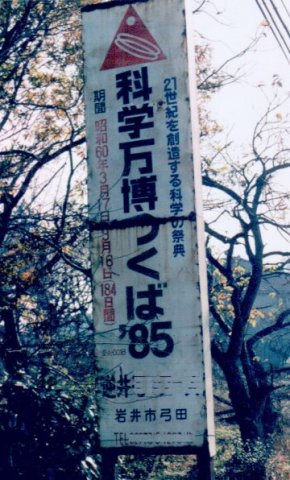 21世紀を創造する科学の祭典
科学万博つくば'85
期間 昭和60年3月17日 9月16日 (184日間)
岩井
岩井市弓田